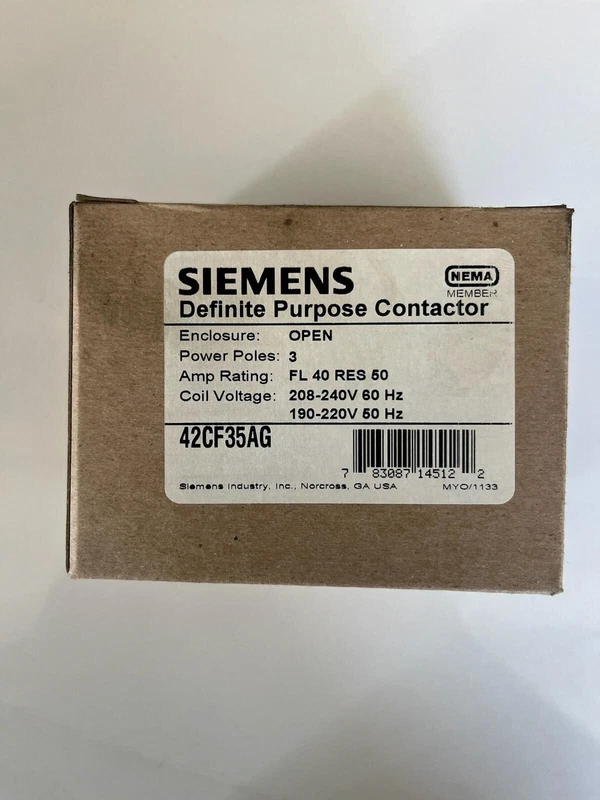 SIEMENS
NEMA
MEMBER
Definite Purpose Contactor
Enclosure: OPEN
Power Poles: 3
Amp Rating: FL 40 RES 50
Coil Voltage: 208-240V 60 Hz
190-220V 50 Hz
42CF35AG
7 83087 14512 2
Siemens Industry, Inc., Norcross, GA USA MYO/1133